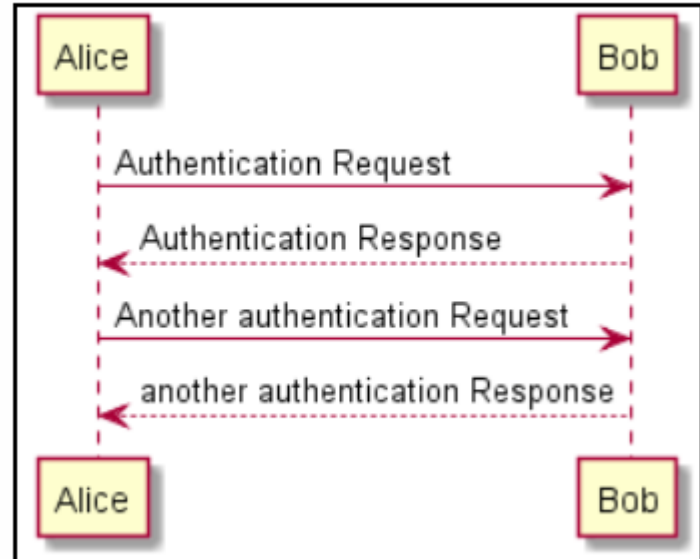 Alice
Bob
Authentication Request
Authentication Response
Another authentication Request
another authentication Response
Alice
Bob